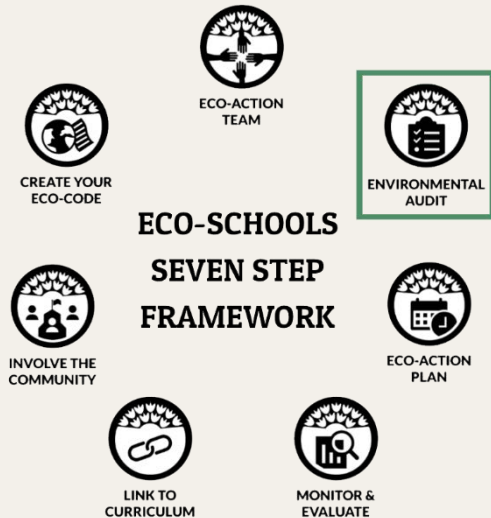 ECO-ACTION
TEAM
CREATE YOUR
ECO-CODE
ENVIRONMENTAL
AUDIT
ECO-SCHOOLS
SEVEN STEP
FRAMEWORK
INVOLVE THE
COMMUNITY
ECO-ACTION
PLAN
LINK TO
CURRICULUM
MONITOR &
EVALUATE